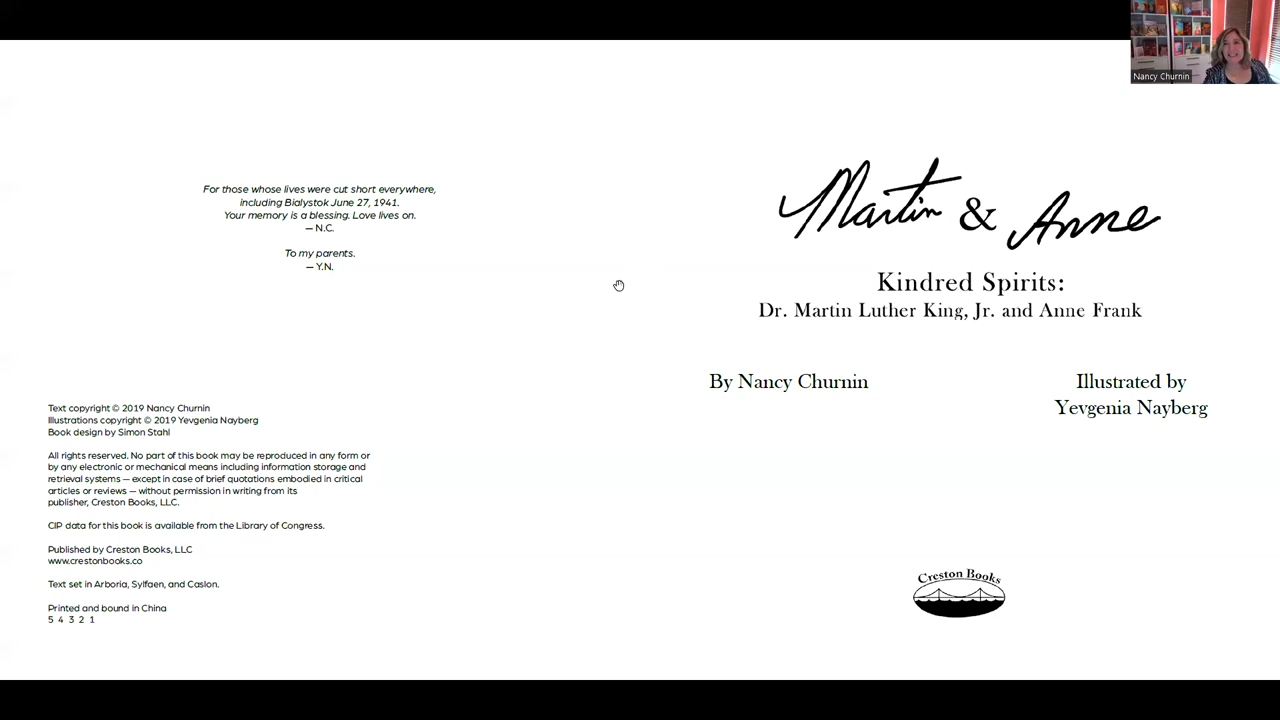 For those whose lives were cut short everywhere,
including Bialystok June 27, 1941.
Your memory is a blessing. Love lives on.
— N.C.
To my parents.
— Y.N.
Text copyright © 2019 Nancy Churnin
Illustrations copyright © 2019 Yevgenia Nayberg
Book design by Simon Stahl
All rights reserved. No part of this book may be reproduced in any form or
by any electronic or mechanical means including information storage and
retrieval systems — except in case of brief quotations embodied in critical
articles or reviews — without permission in writing from its
publisher, Creston Books, LLC.
CIP data for this book is available from the Library of Congress.
Published by Creston Books, LLC
www.crestonbooks.co
Text set in Arboria, Sylfaen, and Caslon.
Printed and bound in China
5 4 3 2 1
Martin & Anne
Kindred Spirits:
Dr. Martin Luther King, Jr. and Anne Frank
By Nancy Churnin
Illustrated by
Yevgenia Nayberg
Creston Books
Nancy Churnin